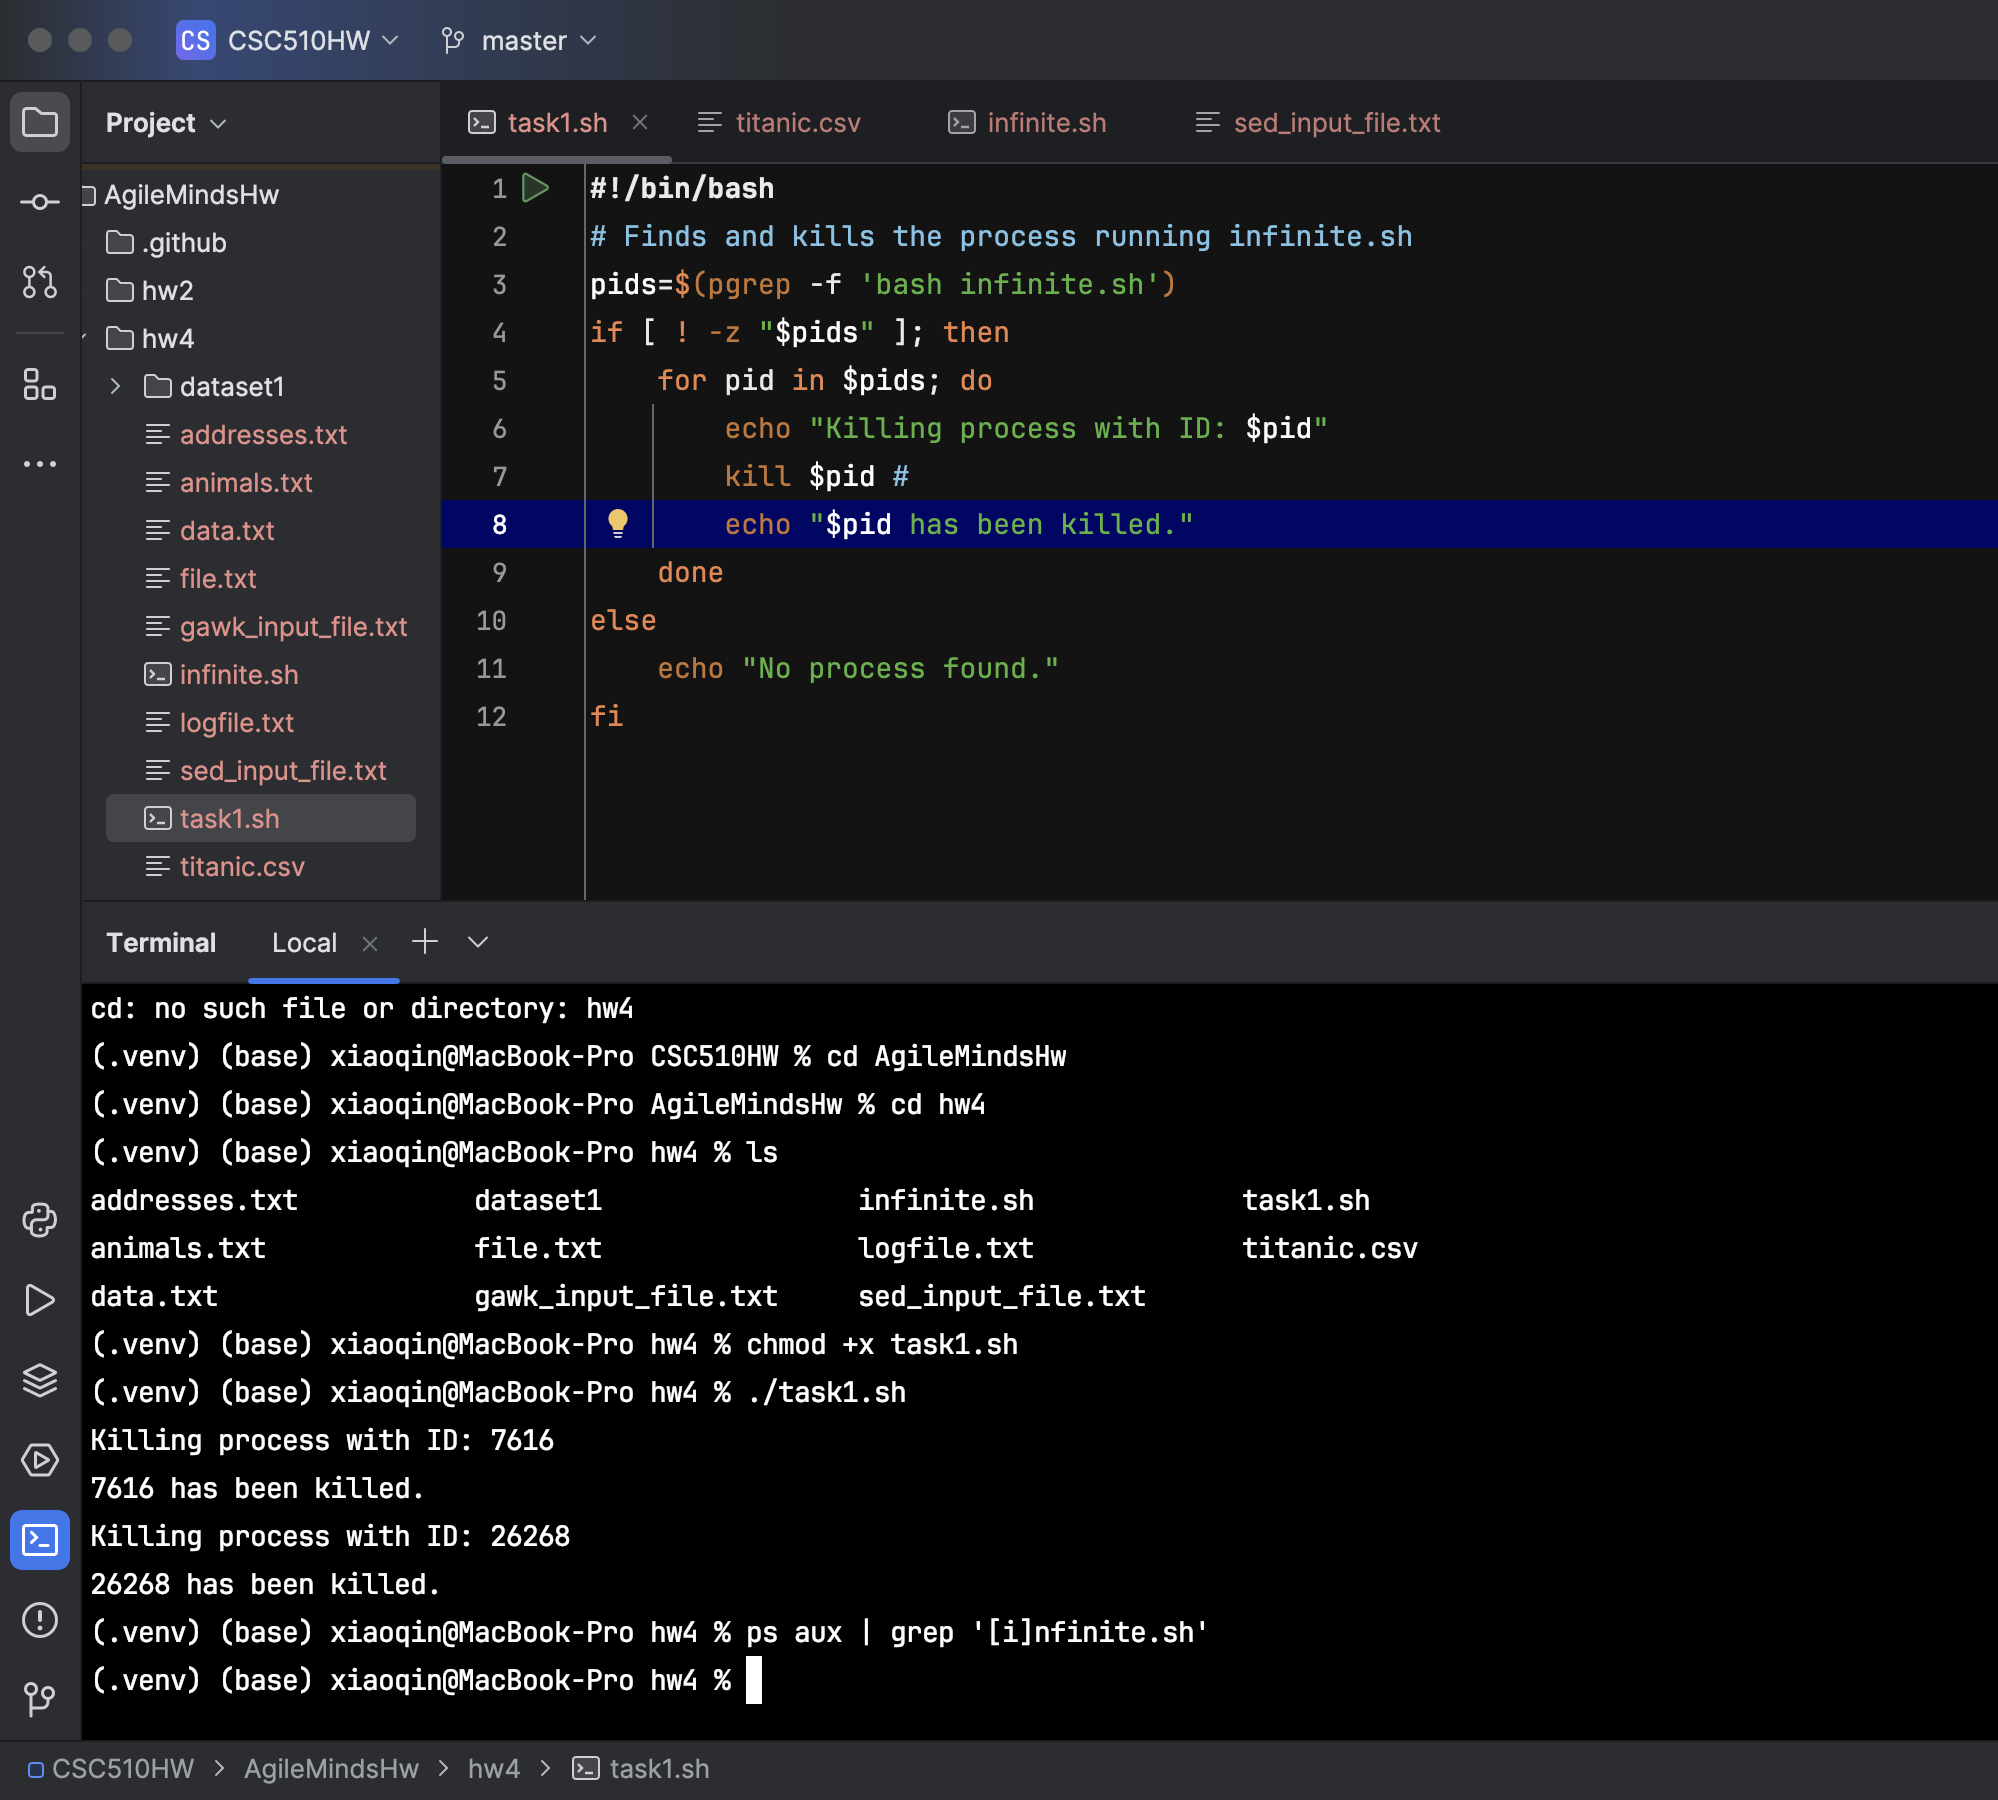 CS CSC510HW master
Project
task1.sh titanic.csv infinite.sh sed_input_file.txt
AgileMindsHw
.github
hw2
hw4
dataset1
addresses.txt
animals.txt
data.txt
file.txt
gawk_input_file.txt
infinite.sh
logfile.txt
sed_input_file.txt
task1.sh
titanic.csv
1 #!/bin/bash
2 # Finds and kills the process running infinite.sh
3 pids=$(pgrep -f 'bash infinite.sh')
4 if [ ! -z "$pids" ]; then
5     for pid in $pids; do
6         echo "Killing process with ID: $pid"
7         kill $pid #
8         echo "$pid has been killed."
9     done
10 else
11     echo "No process found."
12 fi
Terminal Local
cd: no such file or directory: hw4
(.venv) (base) xiaoqin@MacBook-Pro CSC510HW % cd AgileMindsHw
(.venv) (base) xiaoqin@MacBook-Pro AgileMindsHw % cd hw4
(.venv) (base) xiaoqin@MacBook-Pro hw4 % ls
addresses.txt dataset1 infinite.sh task1.sh
animals.txt file.txt logfile.txt titanic.csv
data.txt gawk_input_file.txt sed_input_file.txt
(.venv) (base) xiaoqin@MacBook-Pro hw4 % chmod +x task1.sh
(.venv) (base) xiaoqin@MacBook-Pro hw4 % ./task1.sh
Killing process with ID: 7616
7616 has been killed.
Killing process with ID: 26268
26268 has been killed.
(.venv) (base) xiaoqin@MacBook-Pro hw4 % ps aux | grep '[i]nfinite.sh'
(.venv) (base) xiaoqin@MacBook-Pro hw4 %
CSC510HW > AgileMindsHw > hw4 > task1.sh